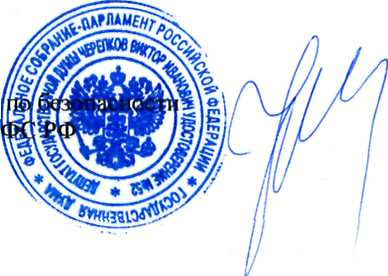 ФЕДЕРАЛЬНОЕ СОБРАНИЕ-ПАРЛАМЕНТ РОССИЙСКОЙ ФЕДЕРАЦИИ * ГОСУДАРСТВЕННАЯ ДУМА *
ДЕПУТАТ ГОСУДАРСТВЕННОЙ ДУМЫ ЧЕРЕПКОВ ВИКТОР ИВАНОВИЧ УДОСТОВЕРЕНИЕ №52 *
по безопасности
ФС РФ